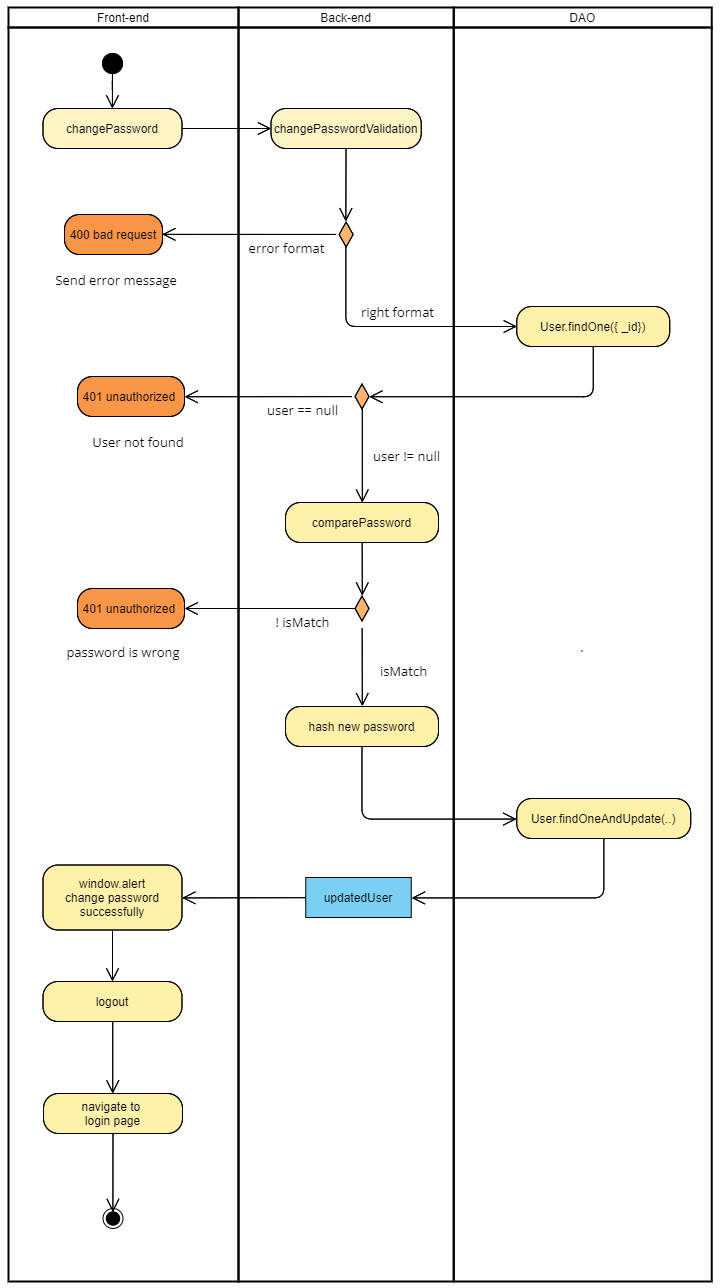 Front-end
Back-end
DAO
changePassword
changePasswordValidation
400 bad request
error format
Send error message
right format
User.findOne({ _id})
401 unauthorized
user == null
User not found
user != null
comparePassword
401 unauthorized
! isMatch
password is wrong
`
isMatch
hash new password
User.findOneAndUpdate(..)
window.alert
change password
successfully
updatedUser
logout
navigate to
login page